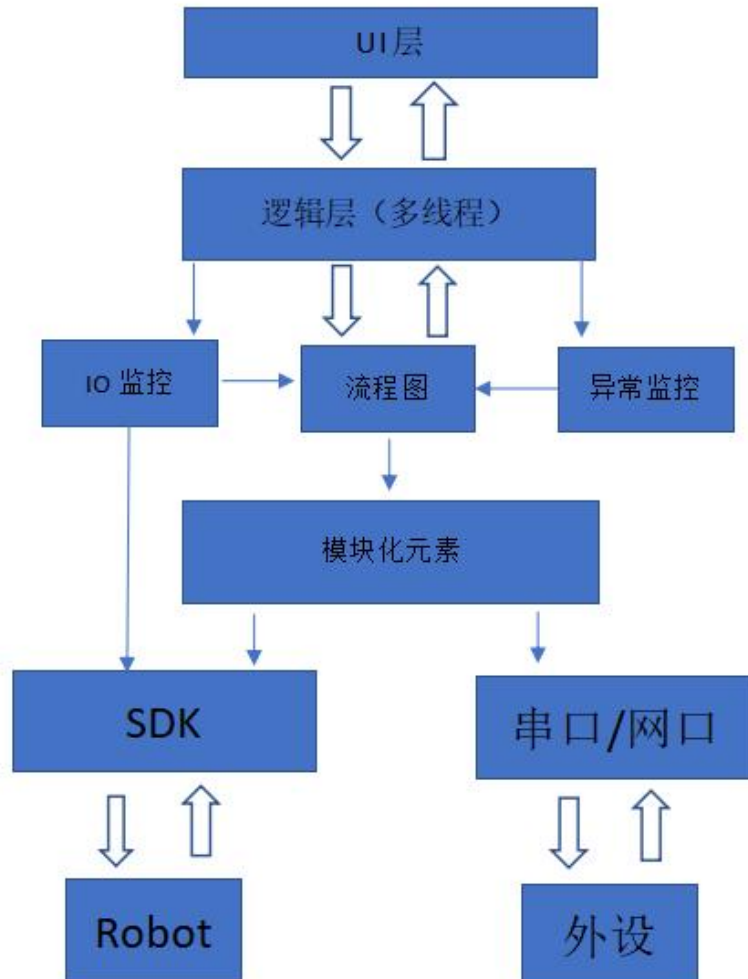 UI层
逻辑层（多线程）
IO 监控
流程图
异常监控
模块化元素
SDK
串口/网口
Robot
外设